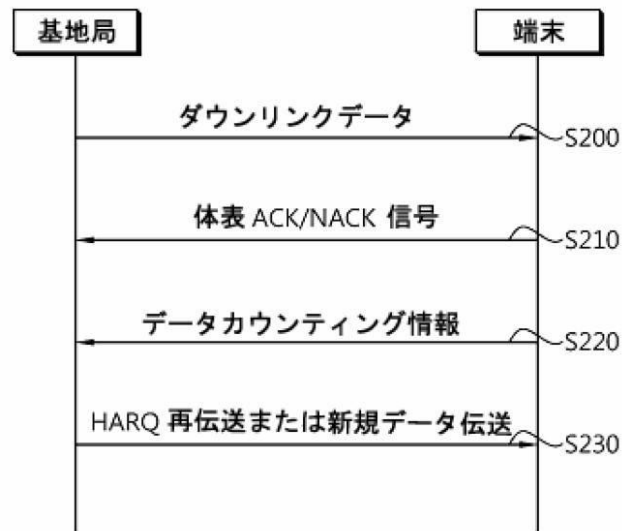 基地局
端末
ダウンリンクデータ
S200
体表 ACK/NACK 信号
S210
データカウンティング情報
S220
HARQ 再伝送または新規データ伝送
S230